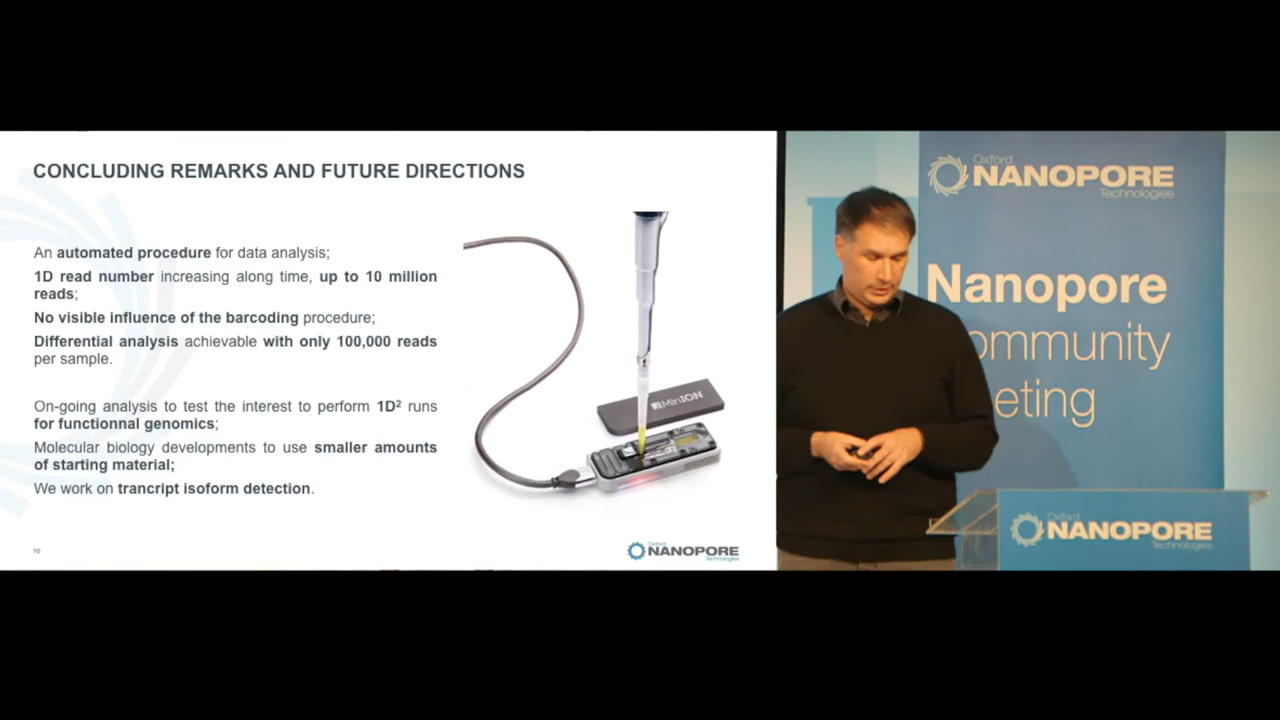 CONCLUDING REMARKS AND FUTURE DIRECTIONS
An automated procedure for data analysis;
1D read number increasing along time, up to 10 million
reads;
No visible influence of the barcoding procedure;
Differential analysis achievable with only 100,000 reads
per sample.
On-going analysis to test the interest to perform 1D² runs
for functionnal genomics;
Molecular biology developments to use smaller amounts
of starting material;
We work on trancript isoform detection.
MinION
10
Oxford
NANOPORE
Technologies
Oxford
NANOPORE
Technologies
Nanopore
ommunity
eting
Oxford
NANOPORE
Technologies